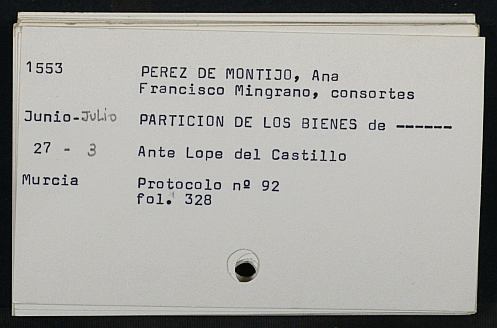 1553 PEREZ DE MONTIJO, Ana
Francisco Mingrano, consortes
Junio-Julio PARTICION DE LOS BIENES de ------
27 - 3 Ante Lope del Castillo
Murcia Protocolo nº 92
fol. 328